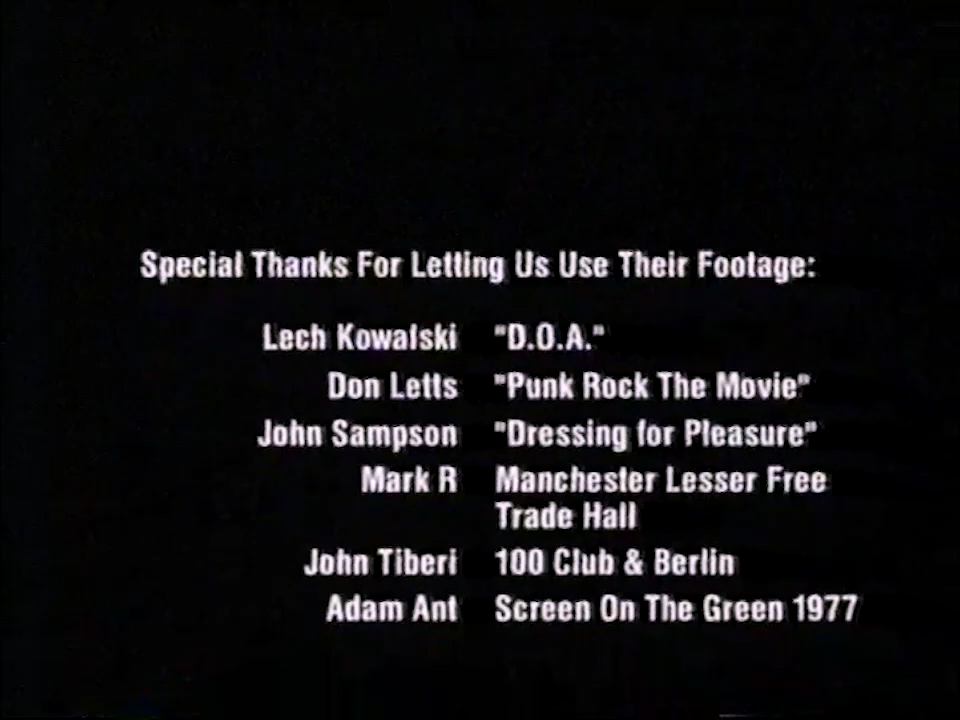 Special Thanks For Letting Us Use Their Footage:
Lech Kowalski "D.O.A."
Don Letts "Punk Rock The Movie"
John Sampson "Dressing for Pleasure"
Mark R Manchester Lesser Free
Trade Hall
John Tiberi 100 Club & Berlin
Adam Ant Screen On The Green 1977